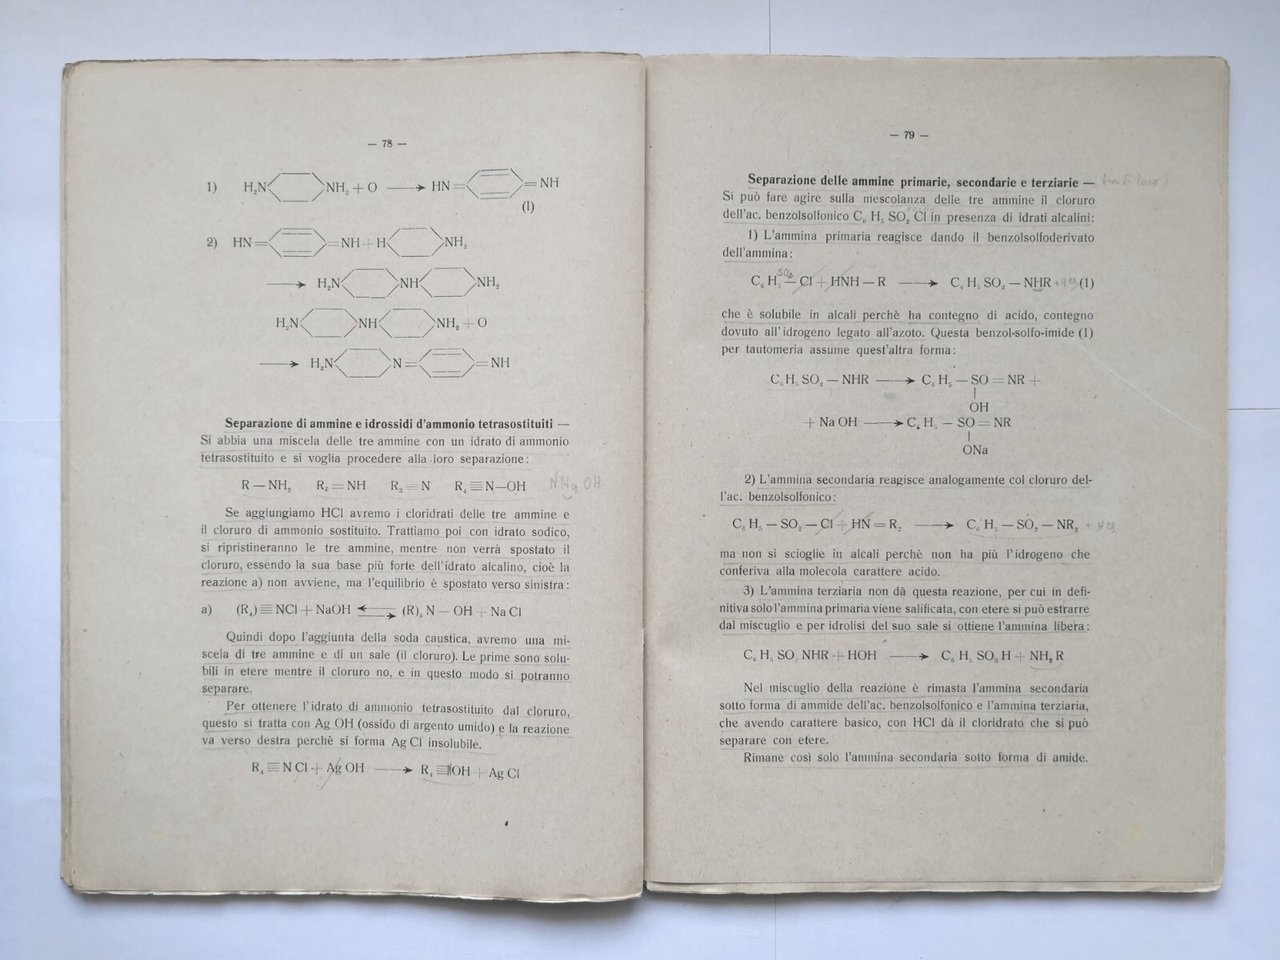 — 78 —
1) H₂N NH₂ + O ⟶ HN = = NH
(I)
2) HN = = NH + H NH₂
⟶ H₂N NH NH₂
H₂N NH NH₂ + O
⟶ H₂N N = = NH
Separazione di ammine e idrossidi d'ammonio tetrasostituiti —
Si abbia una miscela delle tre ammine con un idrato di ammonio
tetrasostituito e si voglia procedere alla loro separazione:
R — NH₂ R₂ = NH R₃ ≡ N R₄ ≣ N—OH NH₄OH
Se aggiungiamo HCl avremo i cloridrati delle tre ammine e
il cloruro di ammonio sostituito. Trattiamo poi con idrato sodico,
si ripristineranno le tre ammine, mentre non verrà spostato il
cloruro, essendo la sua base più forte dell'idrato alcalino, cioè la
reazione a) non avviene, ma l'equilibrio è spostato verso sinistra:
a) (R₄) ≣ NCl + NaOH ⇄ (R)₄ N — OH + Na Cl
Quindi dopo l'aggiunta della soda caustica, avremo una mi-
scela di tre ammine e di un sale (il cloruro). Le prime sono solu-
bili in etere mentre il cloruro no, e in questo modo si potranno
separare.
Per ottenere l'idrato di ammonio tetrasostituito dal cloruro,
questo si tratta con Ag OH (ossido di argento umido) e la reazione
va verso destra perchè si forma Ag Cl insolubile.
R₄ ≣ N Cl + Ag OH ⟶ R₄ ≣ OH + Ag Cl
— 79 —
Separazione delle ammine primarie, secondarie e terziarie —
Si può fare agire sulla mescolanza delle tre ammine il cloruro
dell'ac. benzolsolfonico C₆ H₅ SO₂ Cl in presenza di idrati alcalini:
1) L'ammina primaria reagisce dando il benzolsolfoderivato
dell'ammina:
SO₂
C₆ H₅ — Cl + HNH — R ⟶ C₆ H₅ SO₂ — NHR + HCl (1)
che è solubile in alcali perchè ha contegno di acido, contegno
dovuto all'idrogeno legato all'azoto. Questa benzol-solfo-imide (1)
per tautomeria assume quest'altra forma:
C₆ H₅ SO₂ — NHR ⟶ C₆ H₅ — SO = NR +
|
OH
+ Na OH ⟶ C₆ H₅ — SO = NR
|
ONa
2) L'ammina secondaria reagisce analogamente col cloruro del-
l'ac. benzolsolfonico:
C₆ H₅ — SO₂ — Cl + HN = R₂ ⟶ C₆ H₅ — SO₂ — NR₂ + HCl
ma non si scioglie in alcali perchè non ha più l'idrogeno che
conferiva alla molecola carattere acido.
3) L'ammina terziaria non dà questa reazione, per cui in defi-
nitiva solo l'ammina primaria viene salificata, con etere si può estrarre
dal miscuglio e per idrolisi del suo sale si ottiene l'ammina libera:
C₆ H₅ SO₂ NHR + HOH ⟶ C₆ H₅ SO₃ H + NH₂ R
Nel miscuglio della reazione è rimasta l'ammina secondaria
sotto forma di ammide dell'ac. benzolsolfonico e l'ammina terziaria,
che avendo carattere basico, con HCl dà il cloridrato che si può
separare con etere.
Rimane così solo l'ammina secondaria sotto forma di amide.